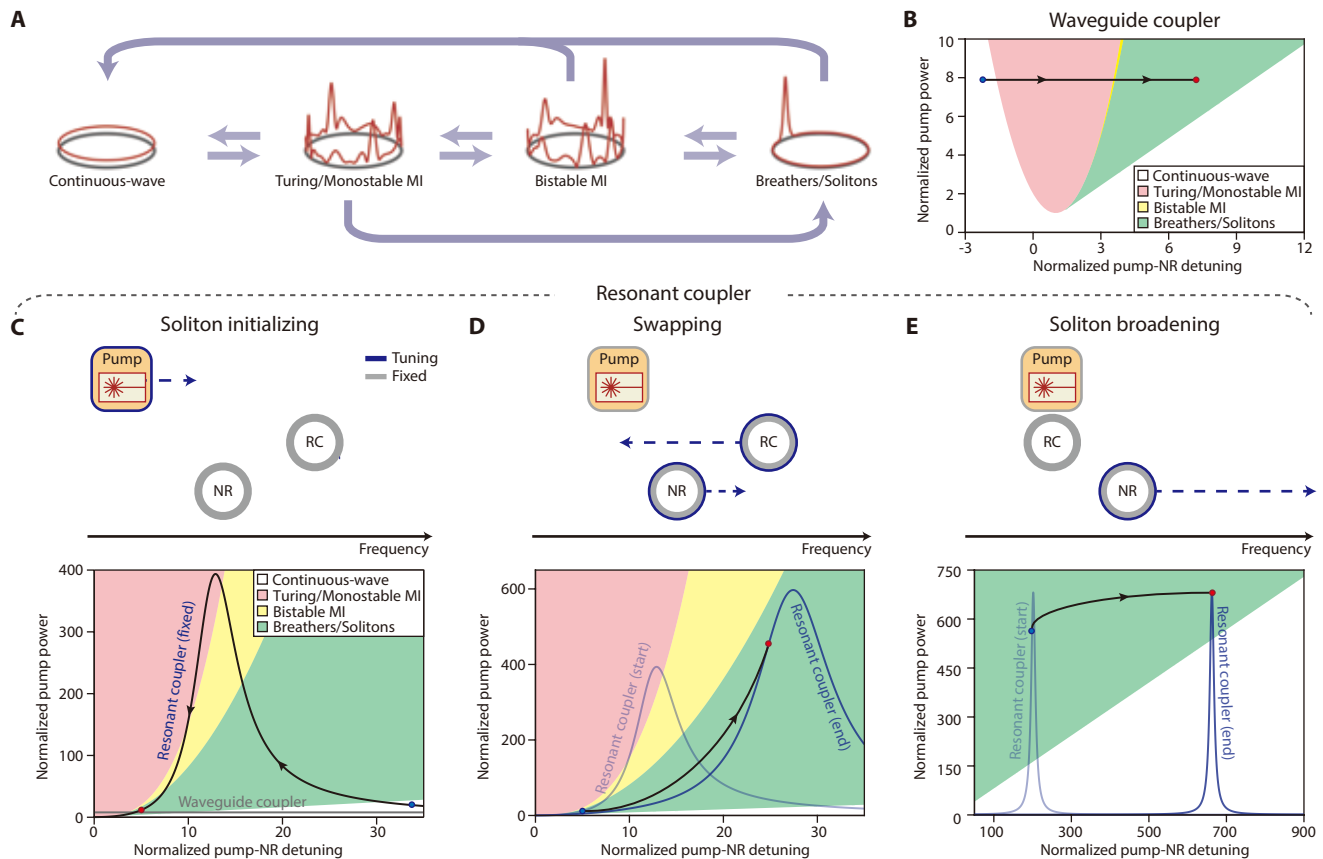 A
Continuous-wave
Turing/Monostable MI
Bistable MI
Breathers/Solitons
B
Waveguide coupler
Normalized pump power
10
8
6
4
2
0
-3
0
3
6
9
12
Normalized pump-NR detuning
Continuous-wave
Turing/Monostable MI
Bistable MI
Breathers/Solitons
Resonant coupler
C
Soliton initializing
Pump
Tuning
Fixed
RC
NR
Frequency
Normalized pump power
400
300
200
100
0
0
10
20
30
Normalized pump-NR detuning
Continuous-wave
Turing/Monostable MI
Bistable MI
Breathers/Solitons
Resonant coupler (fixed)
Waveguide coupler
D
Swapping
Pump
RC
NR
Frequency
Normalized pump power
600
400
200
0
0
10
20
30
Normalized pump-NR detuning
Resonant coupler (start)
Resonant coupler (end)
E
Soliton broadening
Pump
RC
NR
Frequency
Normalized pump power
750
600
450
300
150
0
100
300
500
700
900
Normalized pump-NR detuning
Resonant coupler (start)
Resonant coupler (end)